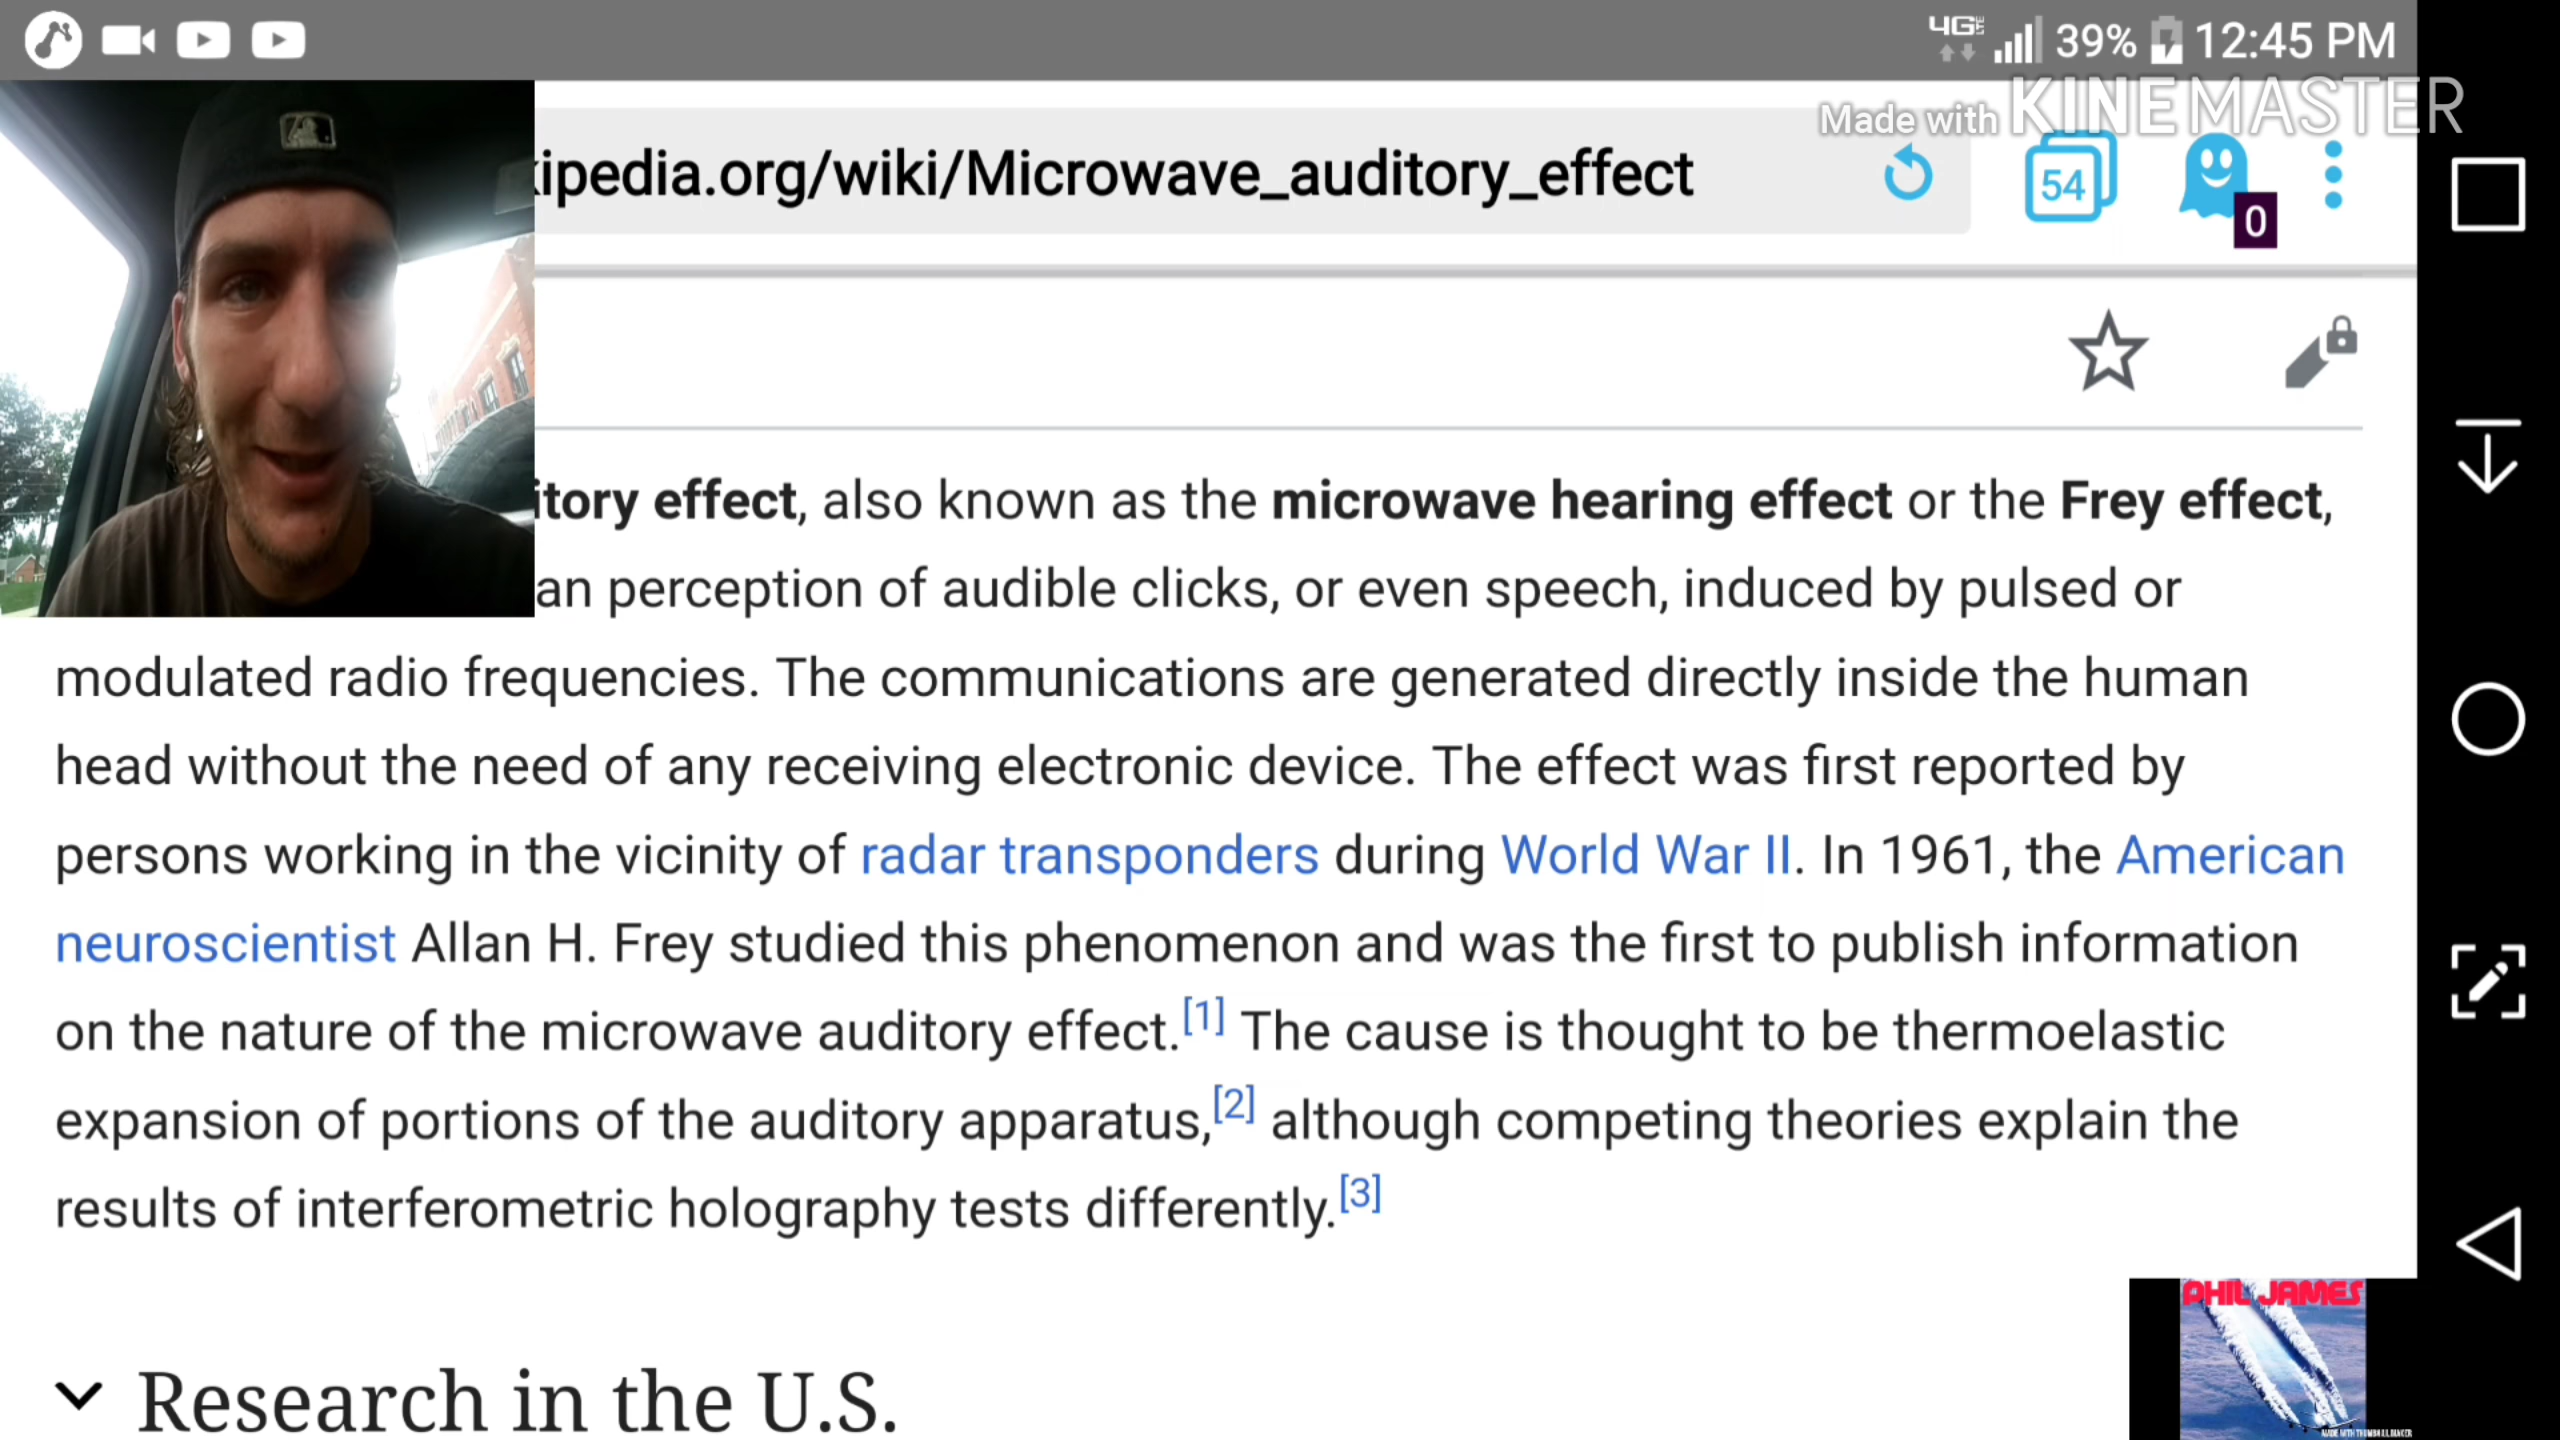 4G LTE 39% 12:45 PM
Made with KINEMASTER
kipedia.org/wiki/Microwave_auditory_effect
54
0
itory effect, also known as the microwave hearing effect or the Frey effect,
an perception of audible clicks, or even speech, induced by pulsed or
modulated radio frequencies. The communications are generated directly inside the human
head without the need of any receiving electronic device. The effect was first reported by
persons working in the vicinity of radar transponders during World War II. In 1961, the American
neuroscientist Allan H. Frey studied this phenomenon and was the first to publish information
on the nature of the microwave auditory effect.[1] The cause is thought to be thermoelastic
expansion of portions of the auditory apparatus,[2] although competing theories explain the
results of interferometric holography tests differently.[3]
PHIL JAMES
MADE WITH THUMBNAILMAKER
Research in the U.S.